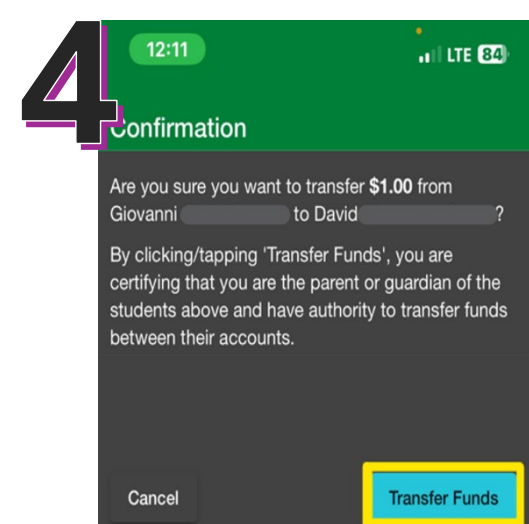 4
12:11
LTE 84
Confirmation
Are you sure you want to transfer $1.00 from
Giovanni to David ?
By clicking/tapping 'Transfer Funds', you are
certifying that you are the parent or guardian of the
students above and have authority to transfer funds
between their accounts.
Cancel Transfer Funds